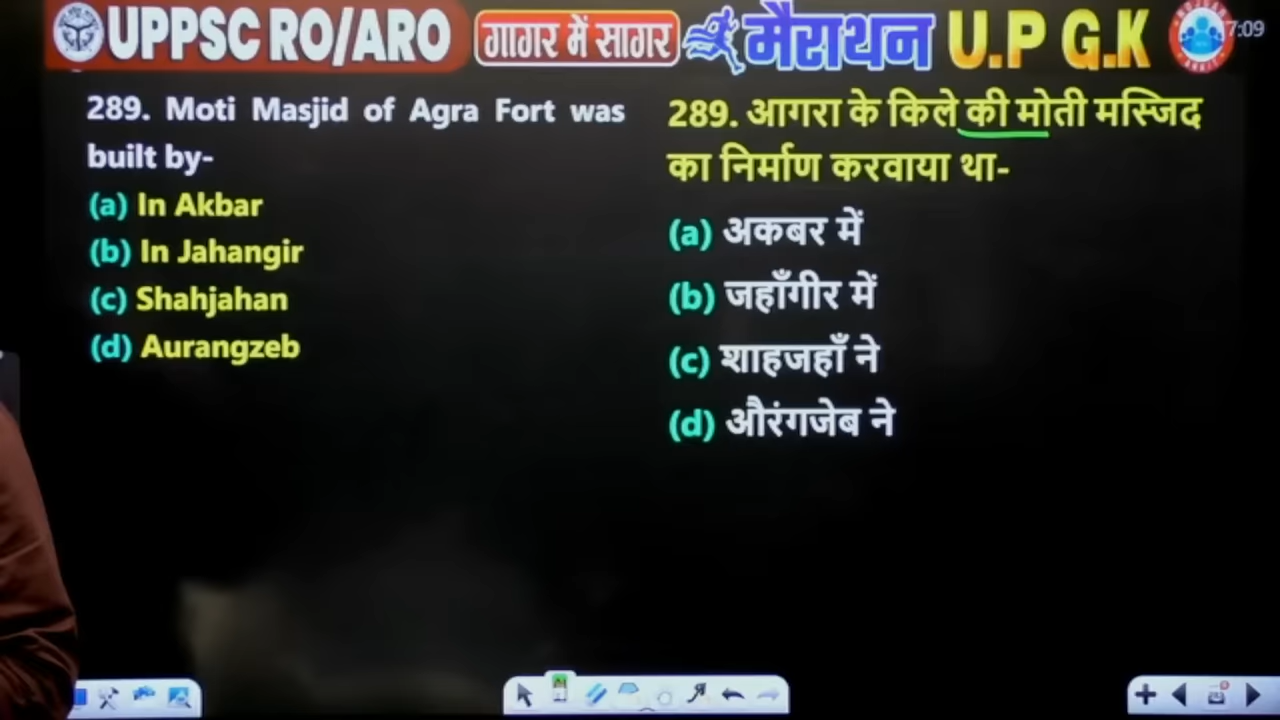 UPPSC RO/ARO गागर में सागर मैराथन U.P G.K
7:09
289. Moti Masjid of Agra Fort was
built by-
(a) In Akbar
(b) In Jahangir
(c) Shahjahan
(d) Aurangzeb
289. आगरा के किले की मोती मस्जिद
का निर्माण करवाया था-
(a) अकबर में
(b) जहाँगीर में
(c) शाहजहाँ ने
(d) औरंगजेब ने